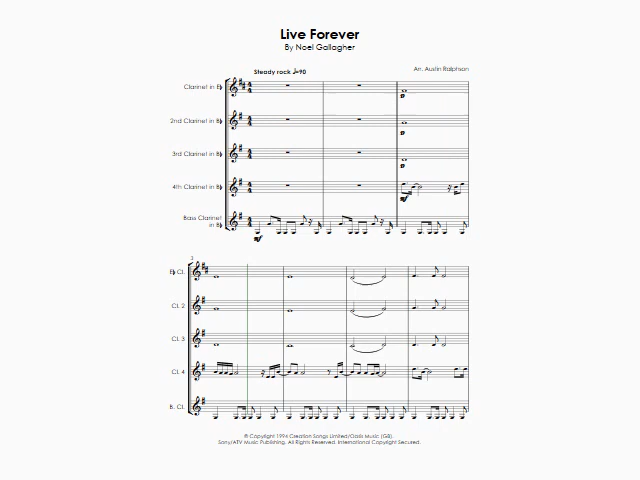 Live Forever
By Noel Gallagher
Arr. Austin Ralphson
Steady rock ♩=90
Clarinet in E♭
2nd Clarinet in B♭
3rd Clarinet in B♭
4th Clarinet in B♭
Bass Clarinet
in B♭
p
p
p
mf
mf
3
E♭ Cl.
Cl. 2
Cl. 3
Cl. 4
B. Cl.
® Copyright 1994 Creation Songs Limited/Oasis Music (GB).
Sony/ATV Music Publishing. All Rights Reserved. International Copyright Secured.